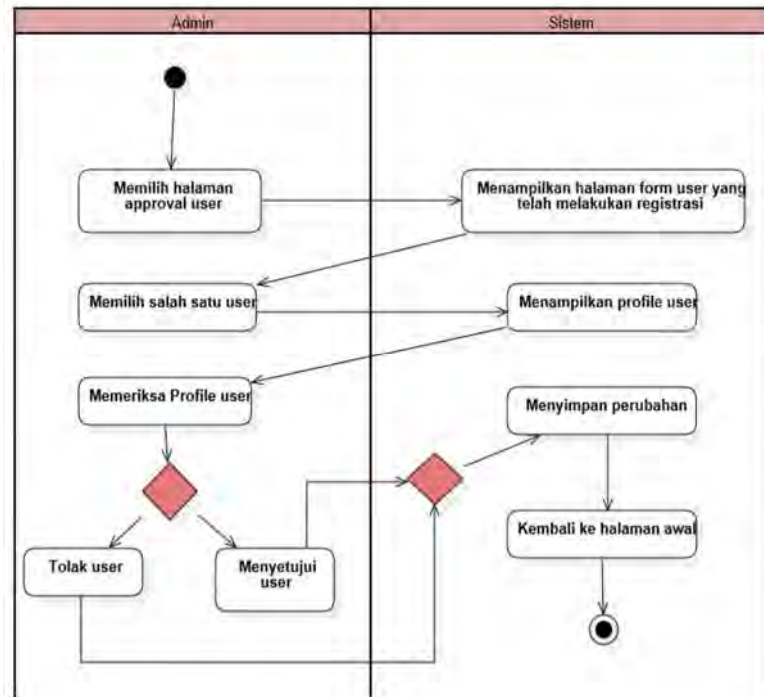 Admin
Sistem
Memilih halaman
approval user
Menampilkan halaman form user yang
telah melakukan registrasi
Memilih salah satu user
Menampilkan profile user
Memeriksa Profile user
Menyimpan perubahan
Tolak user
Menyetujui
user
Kembali ke halaman awal